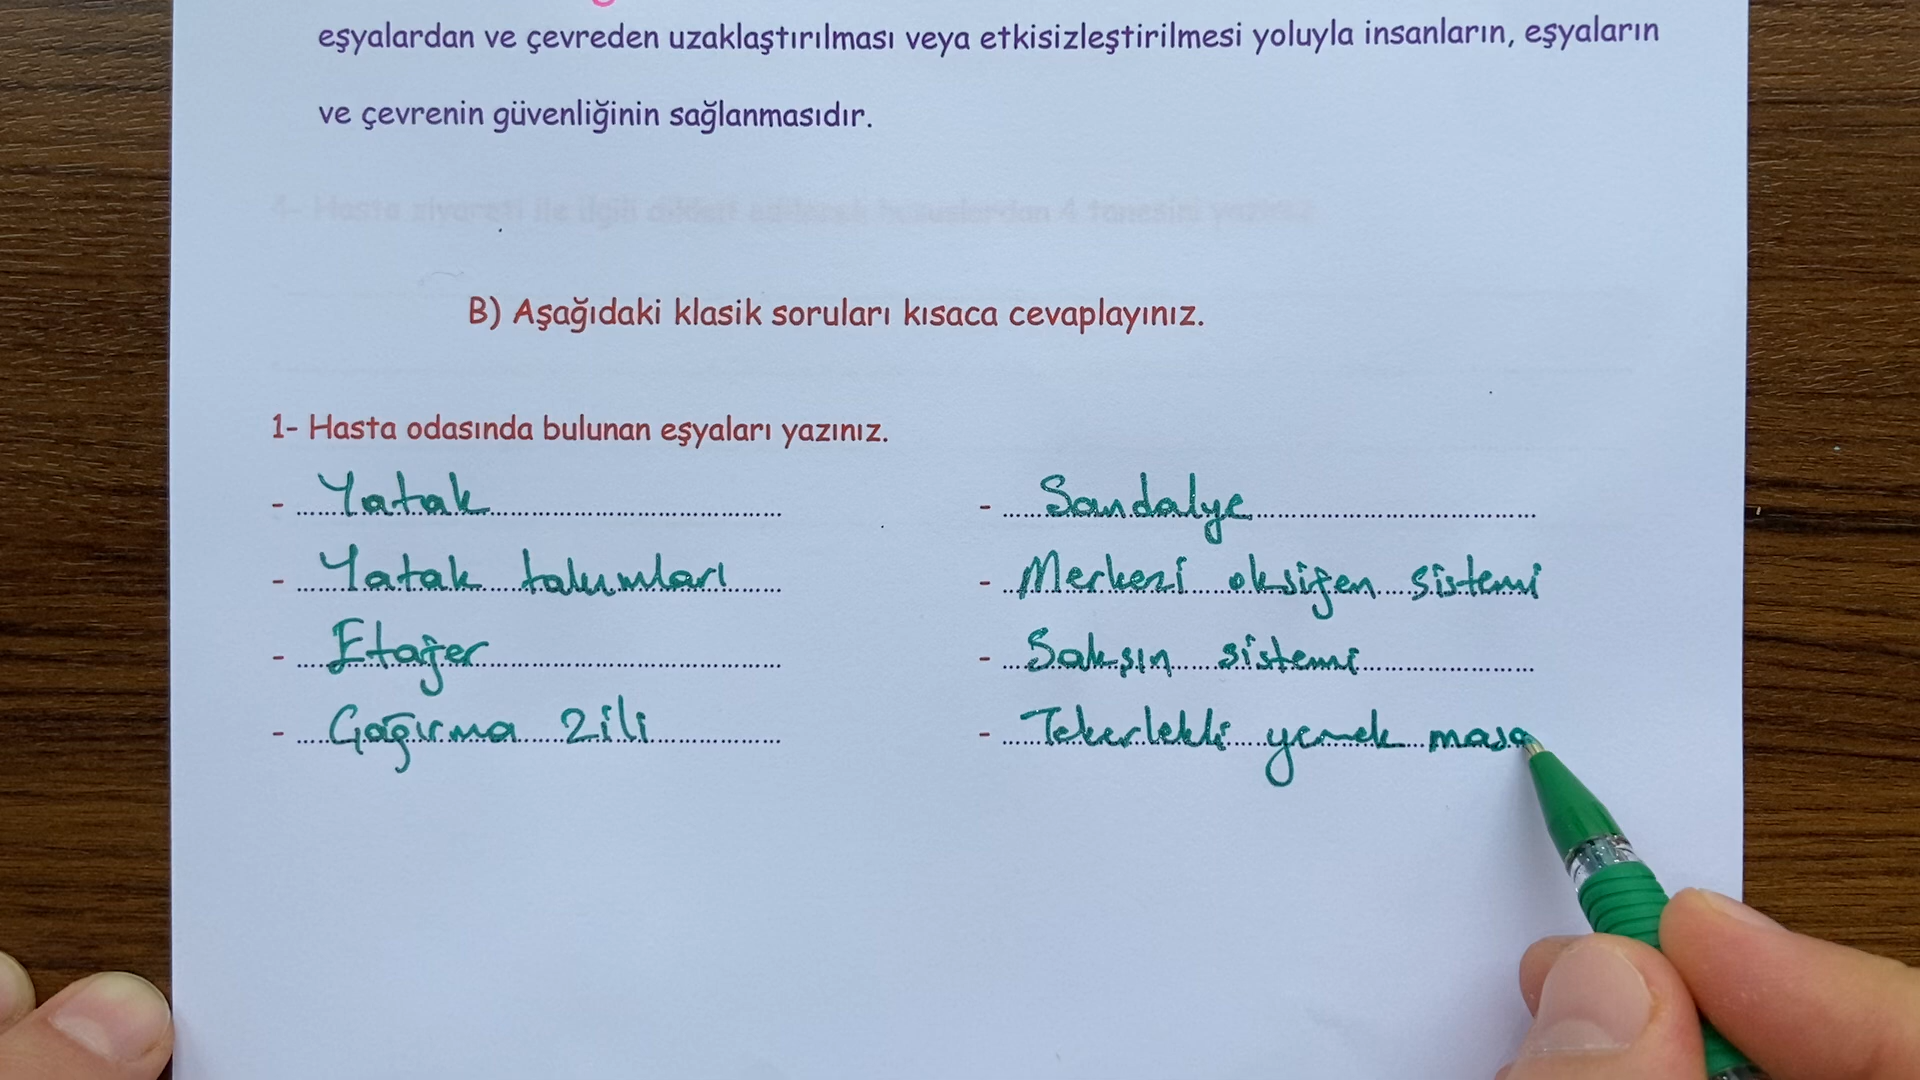 eşyalardan ve çevreden uzaklaştırılması veya etkisizleştirilmesi yoluyla insanların, eşyaların
ve çevrenin güvenliğinin sağlanmasıdır.
B) Aşağıdaki klasik soruları kısaca cevaplayınız.
1- Hasta odasında bulunan eşyaları yazınız.
- Yatak
- Yatak takımları
- Etajer
- Çağırma zili
- Sandalye
- Merkezi oksijen sistemi
- Saksın sistemi
- Tekerlekli yemek masa